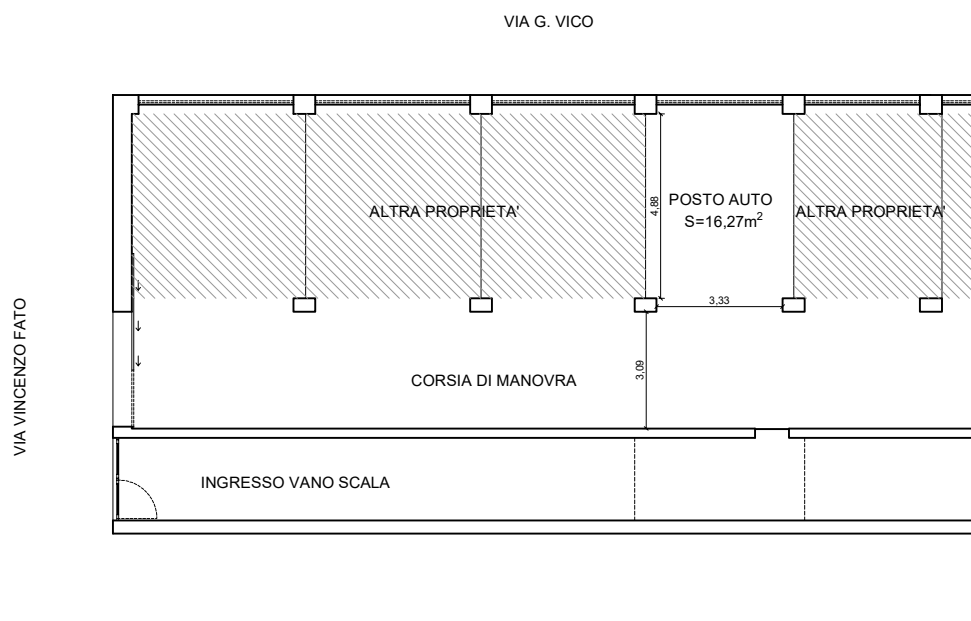 VIA G. VICO
ALTRA PROPRIETA'
4,88
POSTO AUTO
S=16,27m²
ALTRA PROPRIETA'
3,33
VIA VINCENZO FATO
CORSIA DI MANOVRA
3,09
INGRESSO VANO SCALA